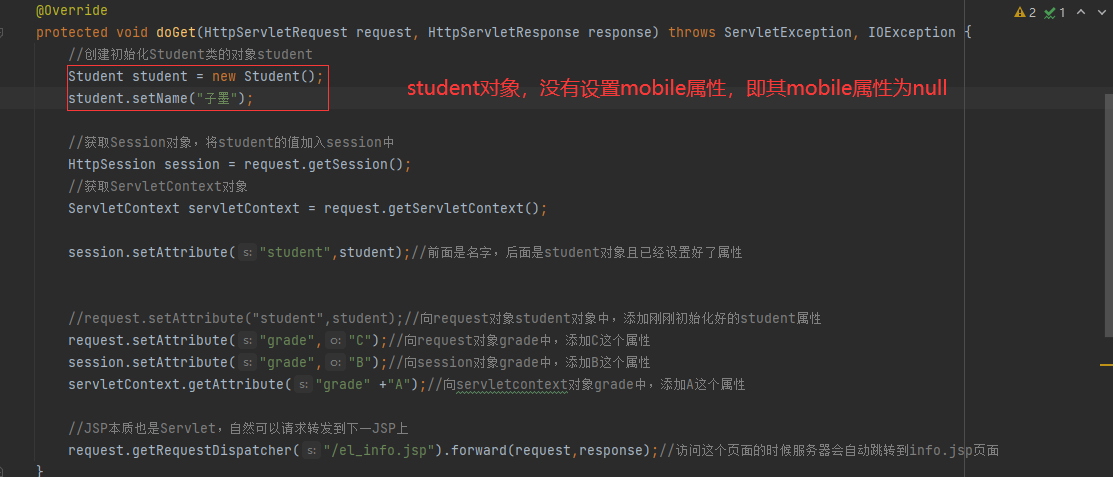 @Override
2 1
protected void doGet(HttpServletRequest request, HttpServletResponse response) throws ServletException, IOException {
//创建初始化Student类的对象student
Student student = new Student();
student对象，没有设置mobile属性，即其mobile属性为null
student.setName("子墨");
//获取Session对象，将student的值加入session中
HttpSession session = request.getSession();
//获取ServletContext对象
ServletContext servletContext = request.getServletContext();
session.setAttribute( s: "student",student);//前面是名字，后面是student对象且已经设置好了属性
//request.setAttribute("student",student);//向request对象student对象中，添加刚刚初始化好的student属性
request.setAttribute( s: "grade", o: "C");//向request对象grade中，添加C这个属性
session.setAttribute( s: "grade", o: "B");//向session对象grade中，添加B这个属性
servletContext.getAttribute( s: "grade" +"A");//向servletcontext对象grade中，添加A这个属性
//JSP本质也是Servlet，自然可以请求转发到下一JSP上
request.getRequestDispatcher( s: "/el_info.jsp").forward(request,response);//访问这个页面的时候服务器会自动跳转到info.jsp页面
}